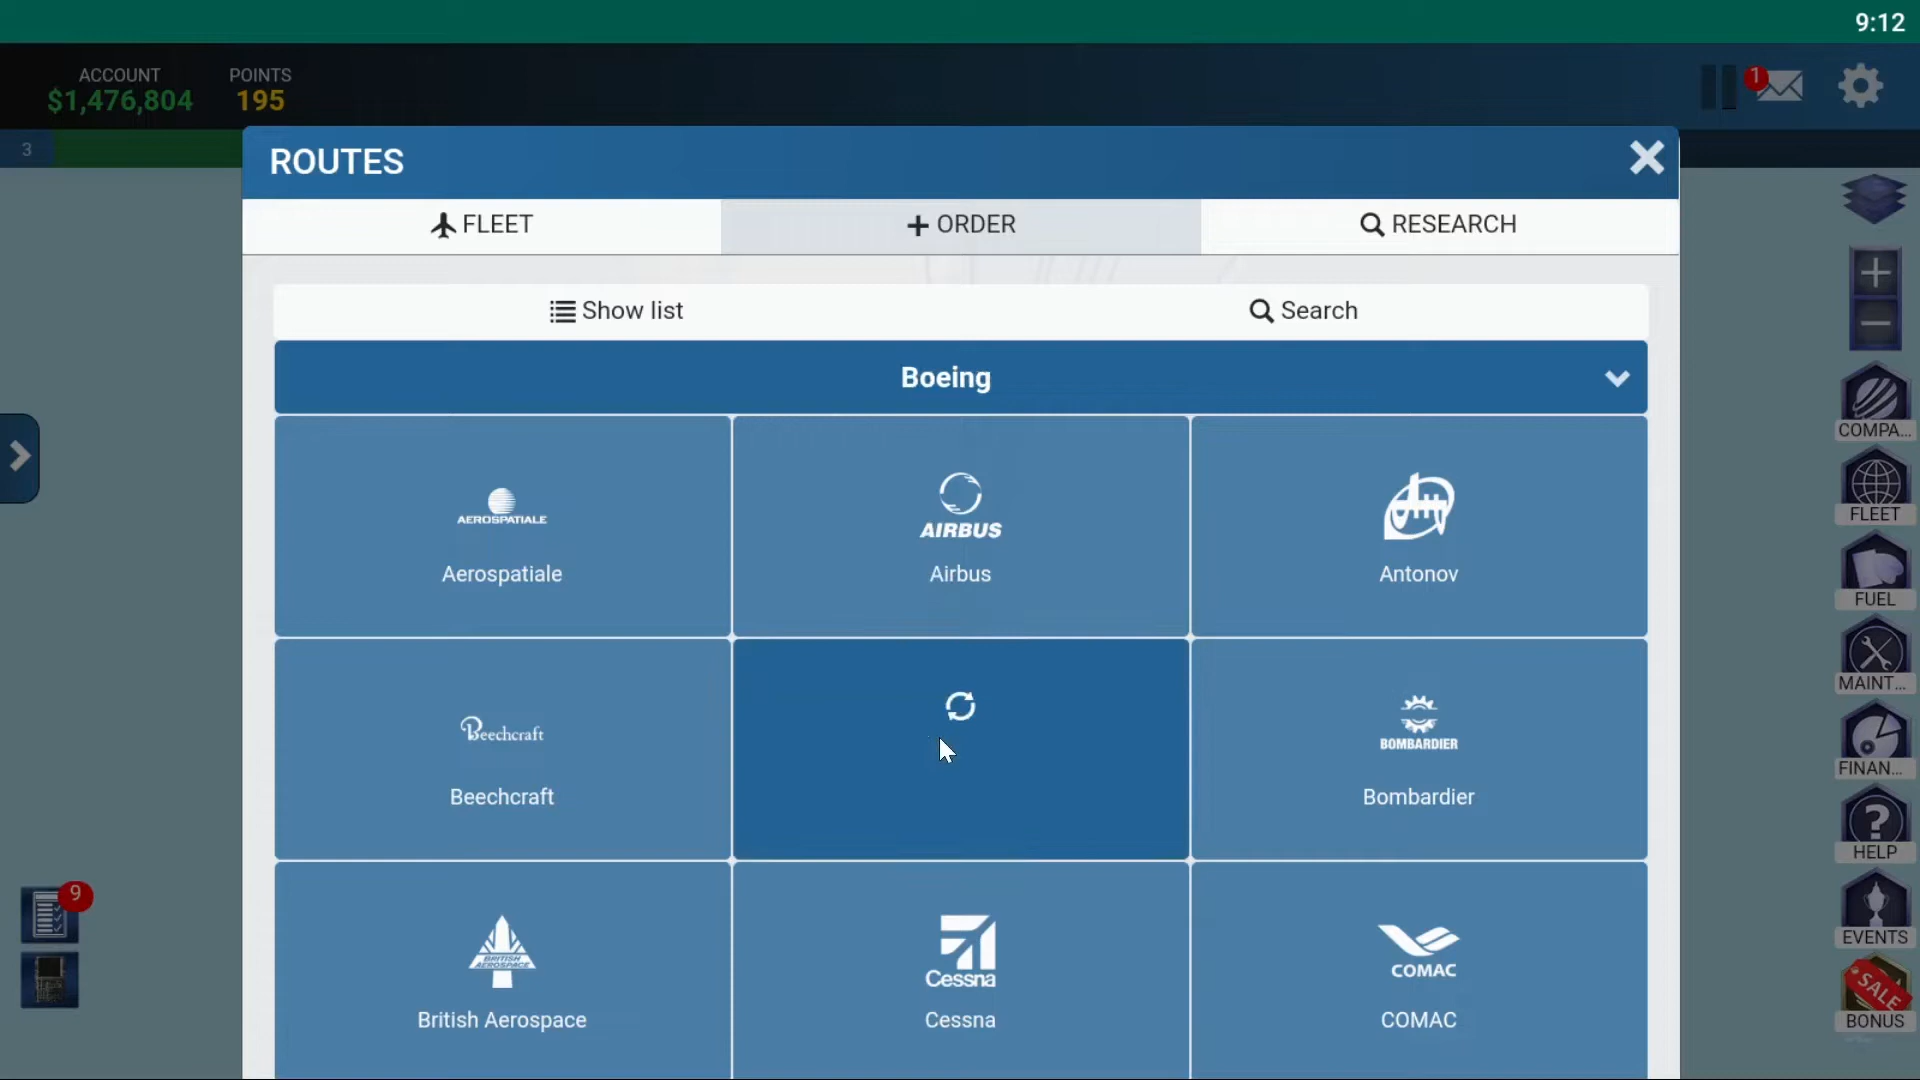 9:12
ACCOUNT
$1,476,804
POINTS
195
1
3
ROUTES
FLEET
ORDER
RESEARCH
Show list
Search
Boeing
AEROSPATIALE
Aerospatiale
AIRBUS
Airbus
Antonov
Beechcraft
Beechcraft
BOMBARDIER
Bombardier
BRITISH
AEROSPACE
British Aerospace
Cessna
Cessna
COMAC
COMAC
COMPA...
FLEET
FUEL
MAINT...
FINAN...
?
HELP
EVENTS
SALE
BONUS
9